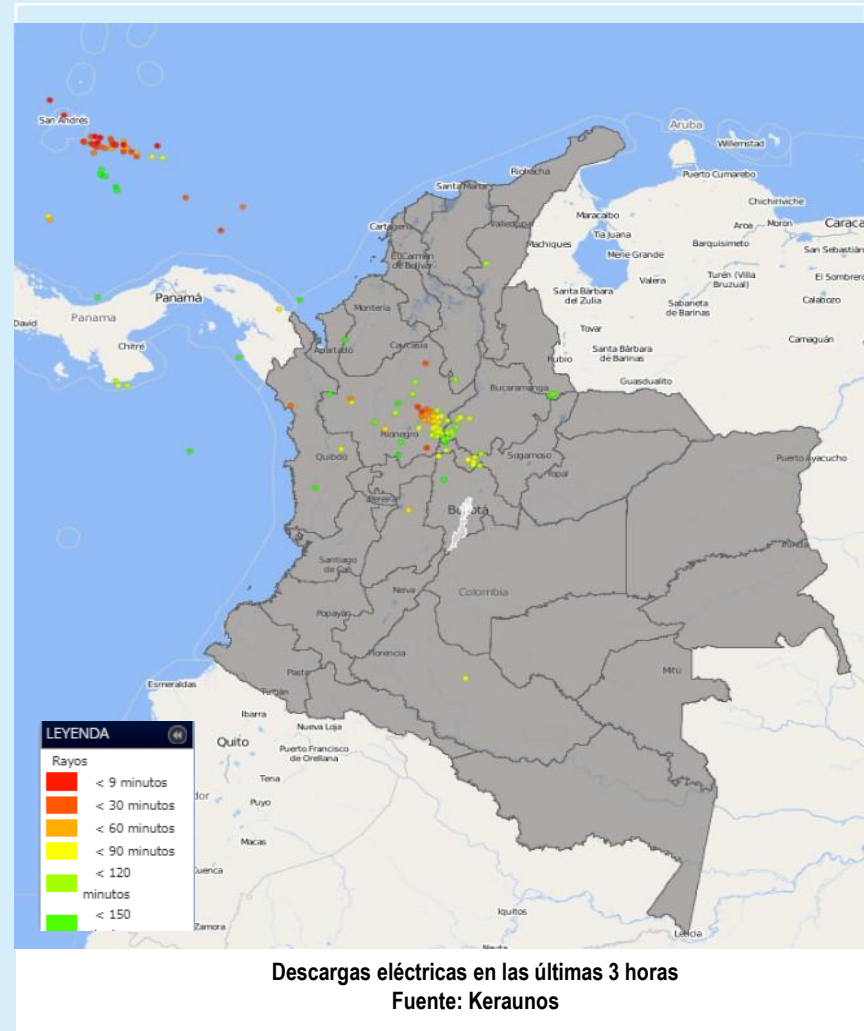 San Andrés
Aruba
Willemstad
Puerto Cumarebo
Riohacha
Santa Marta
Chichiriviche
Maracaibo
Cartagena
Valledupar
Aroa
Morón
Caraca
Tia Juana
Machiques
Barquisimeto
San Sebastián
El Carmen
de Bolívar
Mene Grande
Panamá
Valera
Turén (Villa
Bruzual)
El Sombrero
Santa Bárbara
del Zulia
Sabaneta
de Barinas
Calabozo
Montería
David
Panama
Tovar
Camaguán
Chitré
Apartadó
Caucasia
Santa Bárbara
de Barinas
Rubio
Guasdualito
Bucaramanga
Rionegro
Quibdó
Sogamoso
Puerto Ayacucho
Yopal
Pereira
Bogotá
Santiago
de Cali
Neiva
Colombia
Popayán
Florencia
Mitú
Pasto
Esmeraldas
Tulcán
Ibarra
Nueva Loja
LEYENDA
Quito
Puerto Francisco
de Orellana
Rayos
Tena
< 9 minutos
< 30 minutos
dor
Puyo
< 60 minutos
Macas
< 90 minutos
< 120
minutos
Cuenca
< 150
Zamora
Iquitos
Leticia
Nauta
Descargas eléctricas en las últimas 3 horas
Fuente: Keraunos